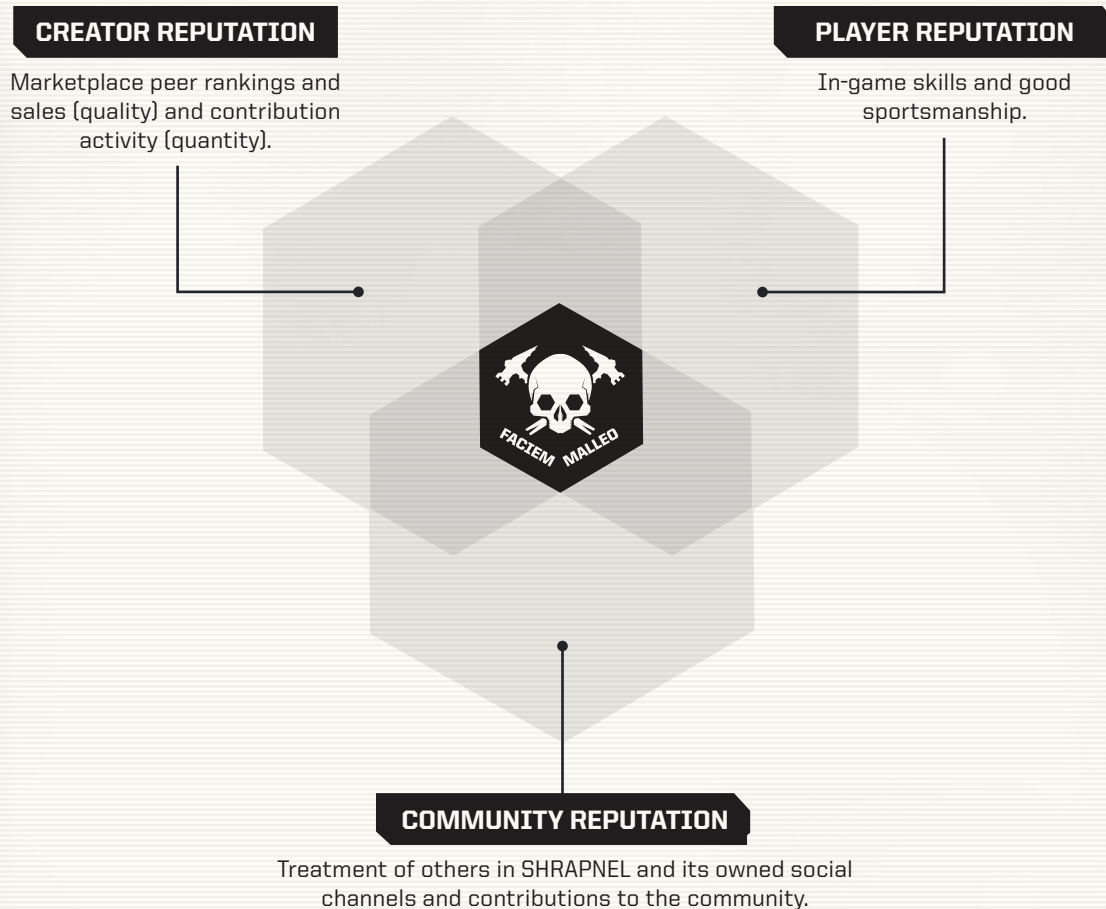 CREATOR REPUTATION
Marketplace peer rankings and
sales (quality) and contribution
activity (quantity).
PLAYER REPUTATION
In-game skills and good
sportsmanship.
FACIEM MALLEO
COMMUNITY REPUTATION
Treatment of others in SHRAPNEL and its owned social
channels and contributions to the community.